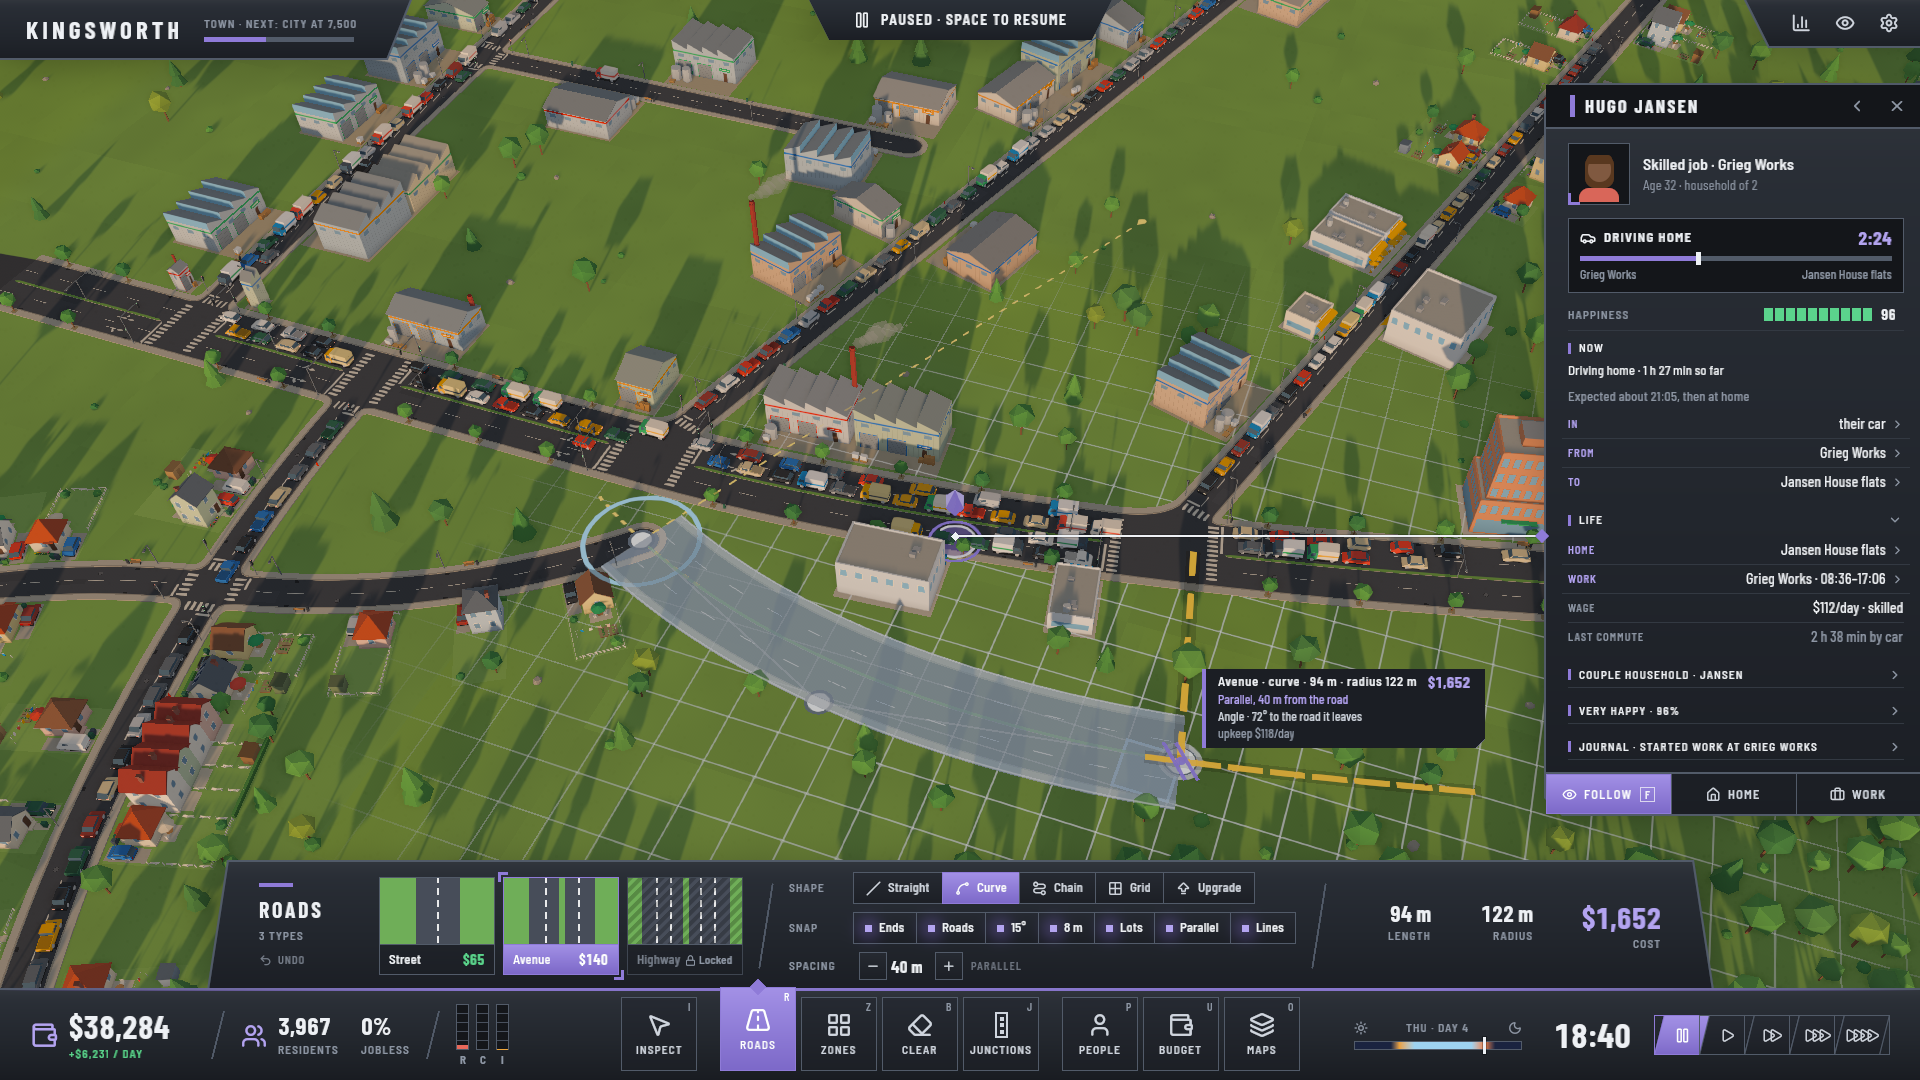 KINGSWORTH
TOWN · NEXT: CITY AT 7,500
PAUSED · SPACE TO RESUME
HUGO JANSEN
Skilled job · Grieg Works
Age 32 · household of 2
DRIVING HOME 2:24
Grieg Works Jansen House flats
HAPPINESS 96
NOW
Driving home · 1 h 27 min so far
Expected about 21:05, then at home
IN their car
FROM Grieg Works
TO Jansen House flats
LIFE
HOME Jansen House flats
WORK Grieg Works · 08:36–17:06
WAGE $112/day · skilled
LAST COMMUTE 2 h 38 min by car
COUPLE HOUSEHOLD · JANSEN
VERY HAPPY · 96%
JOURNAL · STARTED WORK AT GRIEG WORKS
FOLLOW F HOME WORK
Avenue · curve · 94 m · radius 122 m $1,652
Parallel, 40 m from the road
Angle · 72° to the road it leaves
upkeep $118/day
ROADS
3 TYPES
UNDO
Street $65
Avenue $140
Highway Locked
SHAPE Straight Curve Chain Grid Upgrade
SNAP Ends Roads 15° 8 m Lots Parallel Lines
SPACING − 40 m + PARALLEL
94 m LENGTH
122 m RADIUS
$1,652 COST
$38,284
+$6,231 / DAY
3,967 RESIDENTS
0% JOBLESS
R C I
I INSPECT
R ROADS
Z ZONES
B CLEAR
J JUNCTIONS
P PEOPLE
U BUDGET
O MAPS
THU · DAY 4
18:40